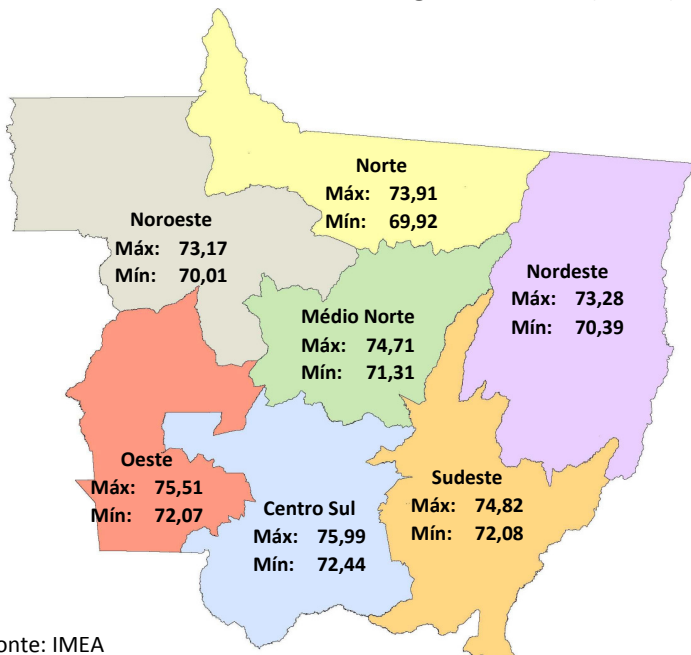 Norte
Máx: 73,91
Mín: 69,92
Noroeste
Máx: 73,17
Mín: 70,01
Nordeste
Máx: 73,28
Mín: 70,39
Médio Norte
Máx: 74,71
Mín: 71,31
Oeste
Máx: 75,51
Mín: 72,07
Centro Sul
Máx: 75,99
Mín: 72,44
Sudeste
Máx: 74,82
Mín: 72,08
onte: IMEA